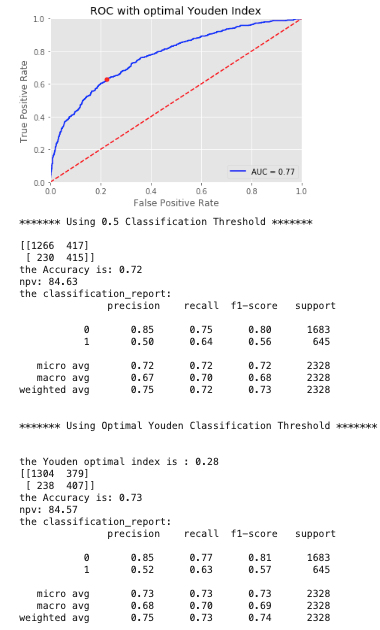 ROC with optimal Youden Index
1.0
0.8
0.6
0.4
0.2
0.0
True Positive Rate
AUC = 0.77
0.0 0.2 0.4 0.6 0.8 1.0
False Positive Rate
******* Using 0.5 Classification Threshold *******
[[1266 417]
[ 230 415]]
the Accuracy is: 0.72
npv: 84.63
the classification_report:
precision recall f1-score support
0 0.85 0.75 0.80 1683
1 0.50 0.64 0.56 645
micro avg 0.72 0.72 0.72 2328
macro avg 0.67 0.70 0.68 2328
weighted avg 0.75 0.72 0.73 2328
******* Using Optimal Youden Classification Threshold *******
the Youden optimal index is : 0.28
[[1304 379]
[ 238 407]]
the Accuracy is: 0.73
npv: 84.57
the classification_report:
precision recall f1-score support
0 0.85 0.77 0.81 1683
1 0.52 0.63 0.57 645
micro avg 0.73 0.73 0.73 2328
macro avg 0.68 0.70 0.69 2328
weighted avg 0.75 0.73 0.74 2328